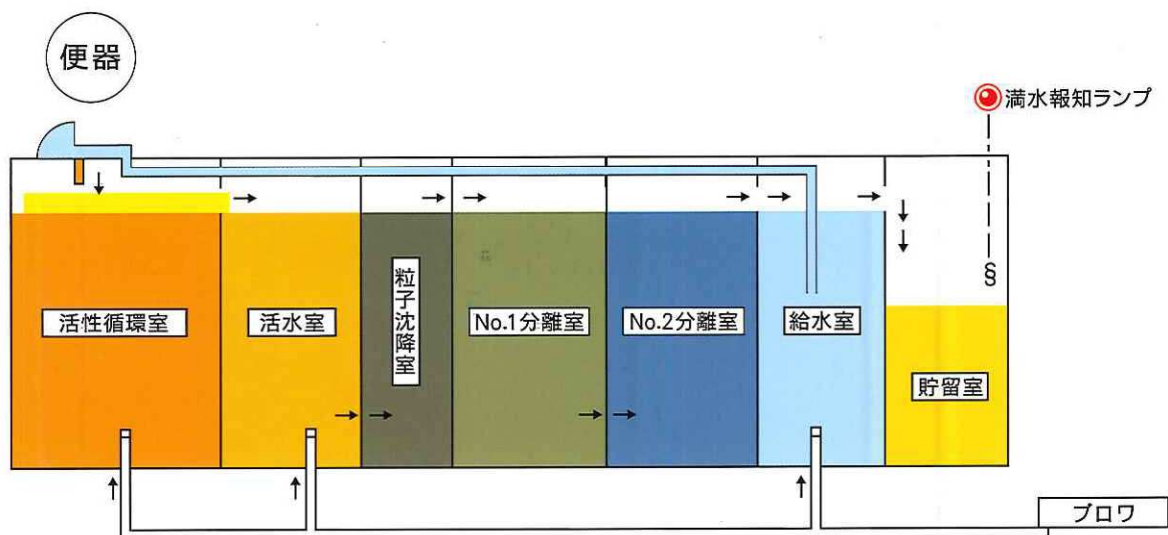 便器
満水報知ランプ
§
活性循環室
活水室
粒子沈降室
No.1分離室
No.2分離室
給水室
貯留室
ブロワ